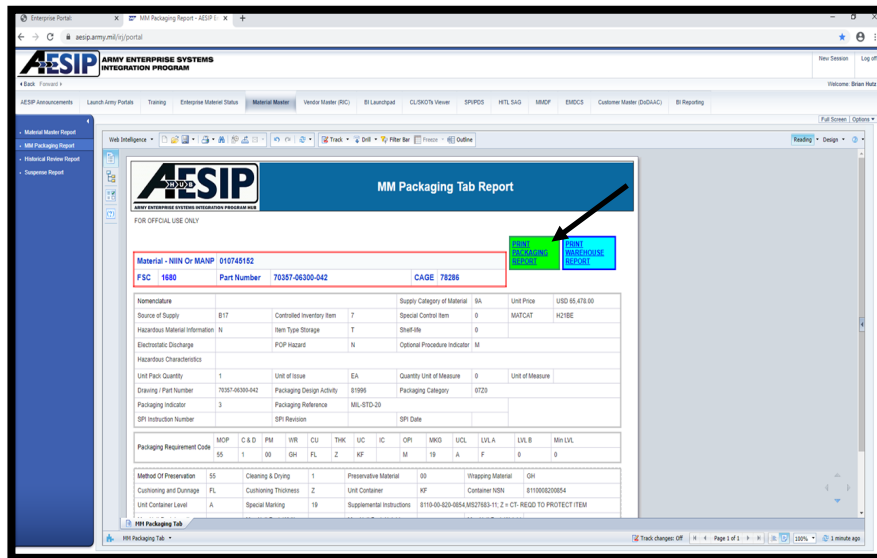 Enterprise Portal:
MM Packaging Report - AESIP E
aesip.army.mil/irj/portal
AESIP ARMY ENTERPRISE SYSTEMS
INTEGRATION PROGRAM
New Session Log off
Back Forward
Welcome: Brian Hutz
AESIP Announcements Launch Army Portals Training Enterprise Materiel Status Material Master Vendor Master (RIC) BI Launchpad CL/SKOTs Viewer SPI/PDS HITL SAG MMDF EMDCS Customer Master (DoDAAC) BI Reporting
Full Screen Options
Material Master Report
MM Packaging Report
Historical Review Report
Suspense Report
Web Intelligence Track Drill Filter Bar Freeze Outline Reading Design
AESIP HUB
ARMY ENTERPRISE SYSTEMS INTEGRATION PROGRAM HUB
MM Packaging Tab Report
FOR OFFCIAL USE ONLY
PRINT PACKAGING REPORT
PRINT WAREHOUSE REPORT
Material - NIIN Or MANP 010745152
FSC 1680 Part Number 70357-06300-042 CAGE 78286
Nomenclature Supply Category of Material 9A Unit Price USD 65,478.00
Source of Supply B17 Controlled Inventory Item 7 Special Control Item 0 MATCAT H21BE
Hazardous Material Information N Item Type Storage T Shelf-life 0
Electrostatic Discharge POP Hazard N Optional Procedure Indicator M
Hazardous Characteristics
Unit Pack Quantity 1 Unit of Issue EA Quantity Unit of Measure 0 Unit of Measure
Drawing / Part Number 70357-06300-042 Packaging Design Activity 81996 Packaging Category 07Z0
Packaging Indicator 3 Packaging Reference MIL-STD-20
SPI Instruction Number SPI Revision SPI Date
Packaging Requirement Code MOP C & D PM WR CU THK UC IC OPI MKG UCL LVL A LVL B Min LVL
55 1 00 GH FL Z KF M 19 A F 0 0
Method Of Preservation 55 Cleaning & Drying 1 Preservative Material 00 Wrapping Material GH
Cushioning and Dunnage FL Cushioning Thickness Z Unit Container KF Container NSN 8110008200854
Unit Container Level A Special Marking 19 Supplemental Instructions 8110-00-820-0854,MS27683-11; Z = CT- REQD TO PROTECT ITEM
MM Packaging Tab
MM Packaging Tab Track changes: Off Page 1 of 1 100% 1 minute ago